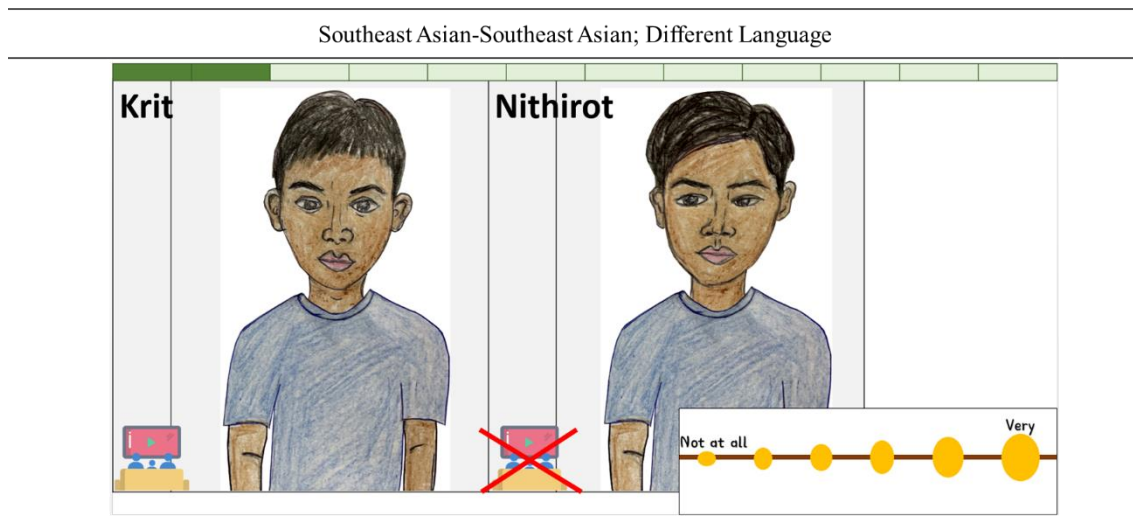 Southeast Asian-Southeast Asian; Different Language
Krit
Nithirot
Not at all
Very